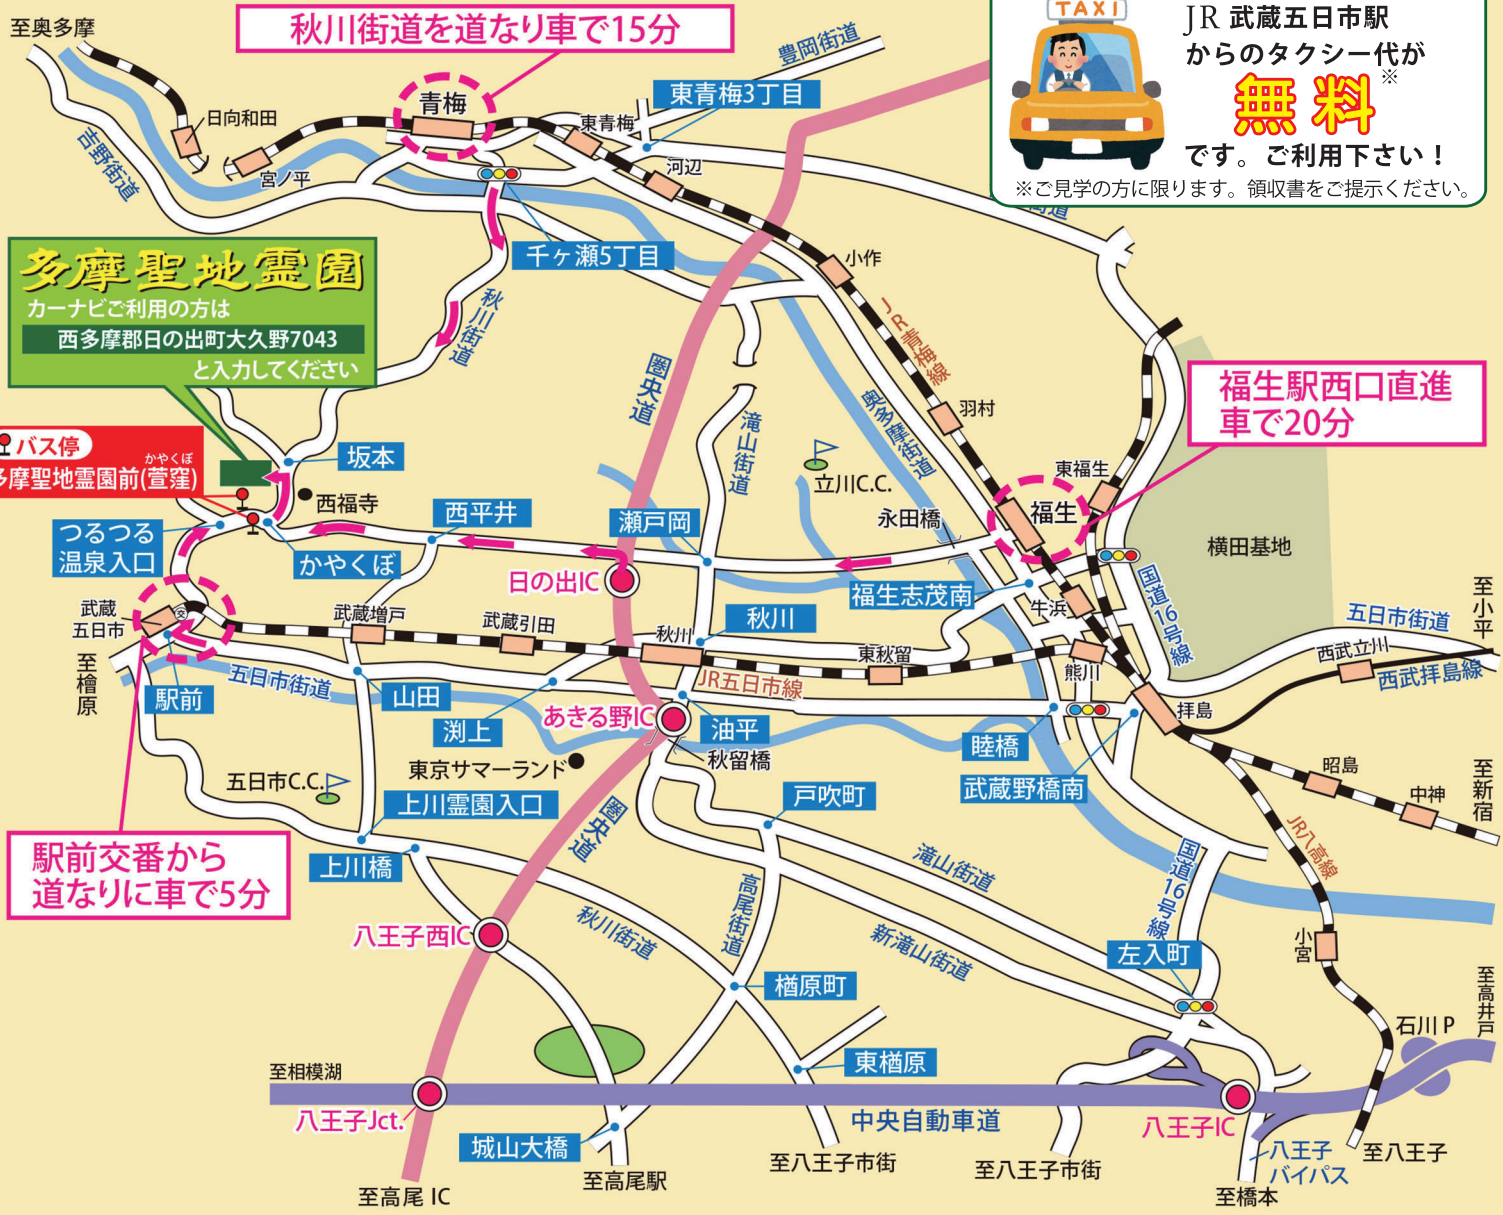 至奥多摩
秋川街道を道なり車で15分
豊岡街道
TAXI
JR 武蔵五日市駅
からのタクシー代が
無料※
です。ご利用下さい！
※ご見学の方に限ります。領収書をご提示ください。
街道
日向和田
青梅
東青梅3丁目
東青梅
吉野街道
宮ノ平
河辺
千ヶ瀬5丁目
小作
多摩聖地霊園
カーナビご利用の方は
西多摩郡日の出町大久野7043
と入力してください
秋川街道
JR青梅線
圏央道
奥多摩街道
羽村
滝山街道
福生駅西口直進
車で20分
バス停
かやくぼ
多摩聖地霊園前(萱窪)
坂本
西福寺
立川C.C.
東福生
福生
永田橋
横田基地
つるつる
温泉入口
かやくぼ
西平井
瀬戸岡
日の出IC
福生志茂南
牛浜
国道16号線
至小平
五日市街道
武蔵
五日市
交
武蔵増戸
武蔵引田
秋川
秋川
東秋留
熊川
西武立川
西武拝島線
至檜原
駅前
五日市街道
山田
渕上
JR五日市線
あきる野IC
油平
秋留橋
睦橋
拝島
武蔵野橋南
東京サマーランド
昭島
中神
至新宿
五日市C.C.
上川霊園入口
圏央道
戸吹町
JR八高線
駅前交番から
道なりに車で5分
上川橋
滝山街道
国道16号線
高尾街道
八王子西IC
秋川街道
新滝山街道
左入町
小宮
楢原町
至高井戸
石川 P
東楢原
至相模湖
八王子Jct.
中央自動車道
八王子IC
城山大橋
至高尾 IC
至高尾駅
至八王子市街
至八王子市街
八王子
バイパス
至八王子
至橋本